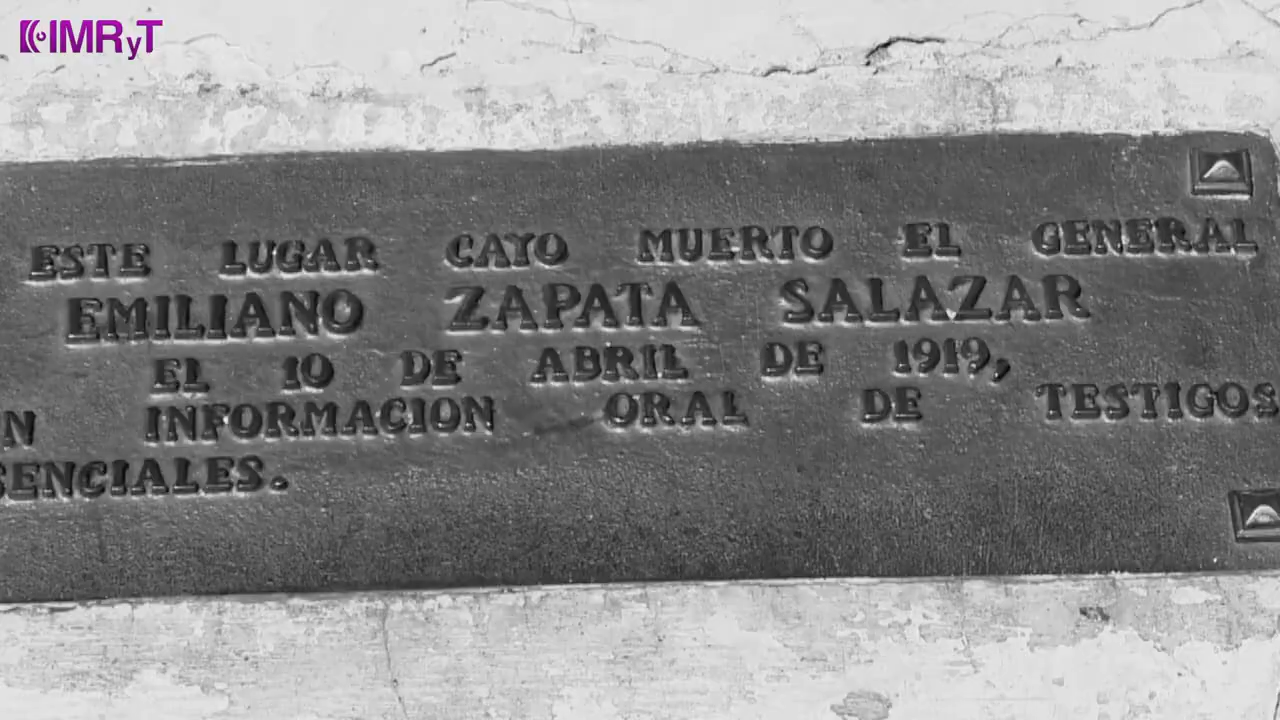 IMRyT
ESTE LUGAR CAYO MUERTO EL GENERAL
EMILIANO ZAPATA SALAZAR
EL 10 DE ABRIL DE 1919,
INFORMACION ORAL DE TESTIGOS
SENCIALES.